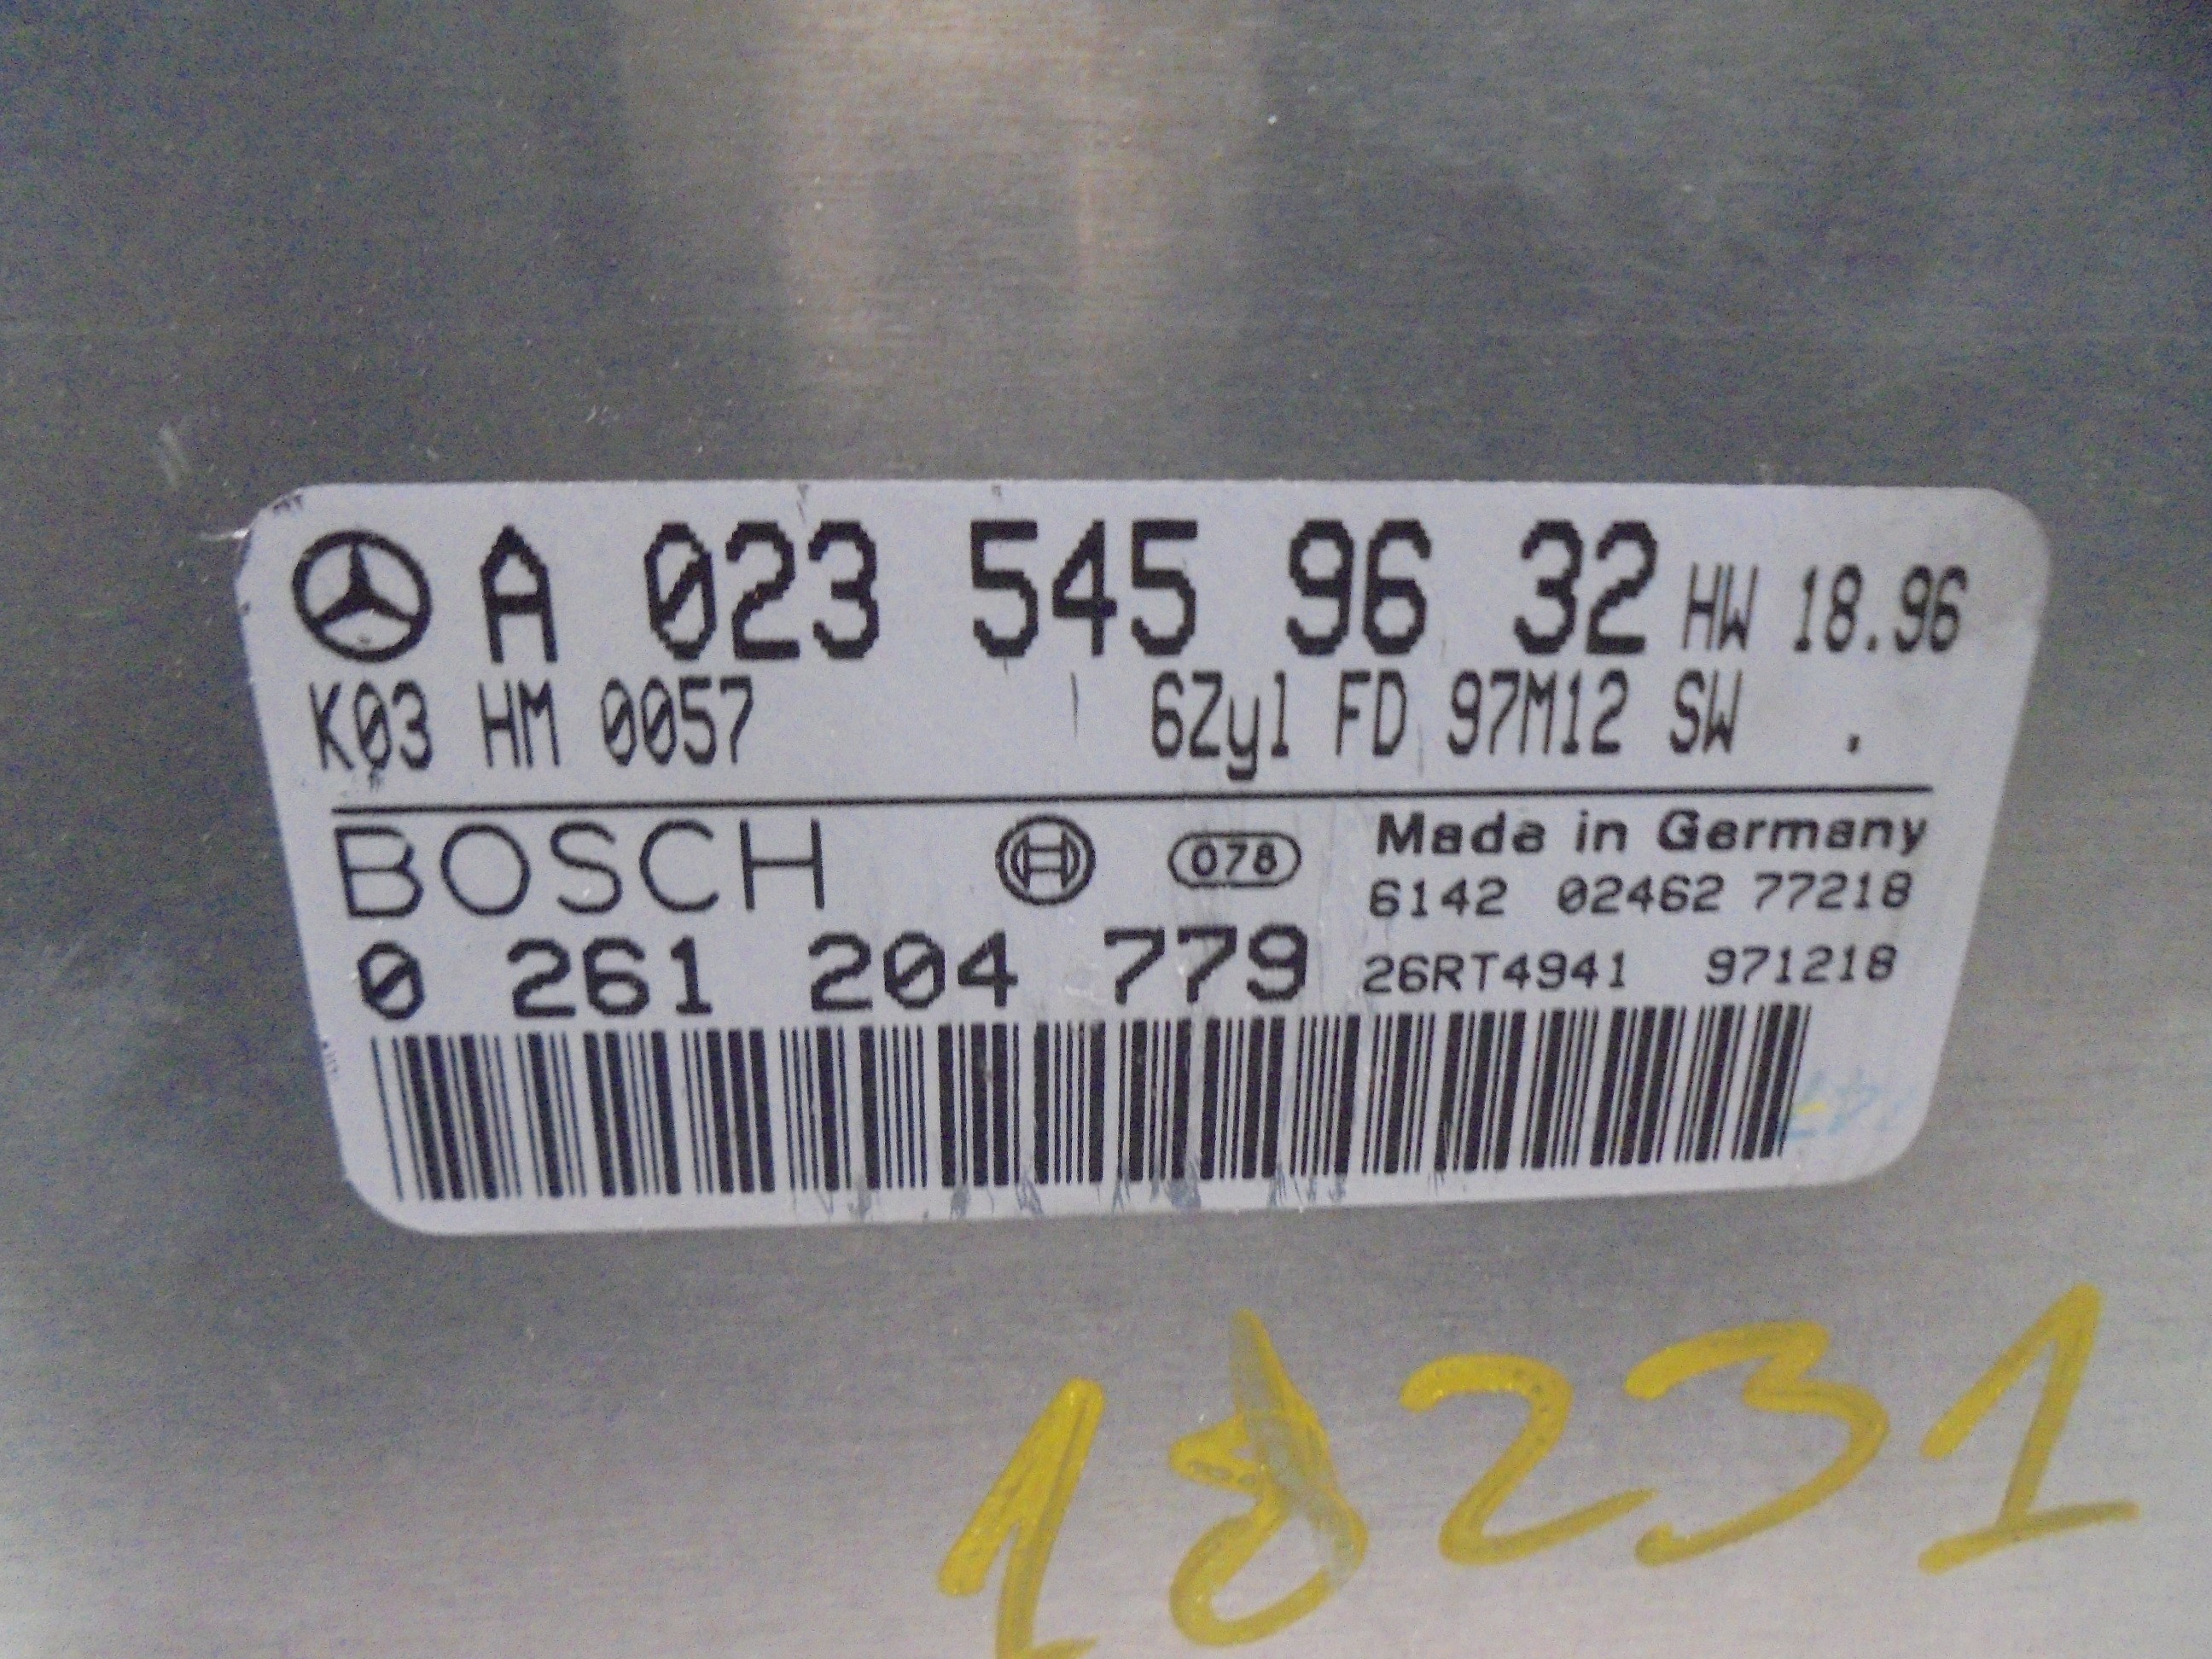 A 023 545 96 32 HW 18.96
K03 HM 0057 6Zyl FD 97M12 SW .
BOSCH 078 Made in Germany
6142 02462 77218
0 261 204 779 26RT4941 971218
18231